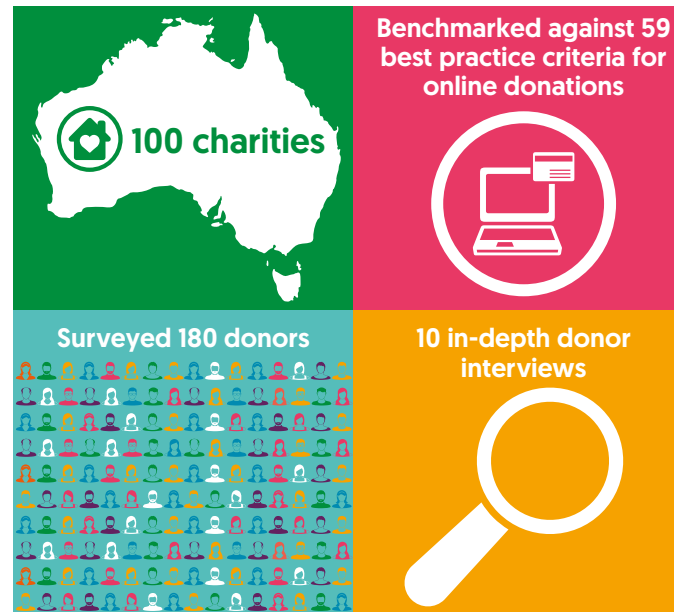 100 charities
Benchmarked against 59
best practice criteria for
online donations
Surveyed 180 donors
10 in-depth donor
interviews